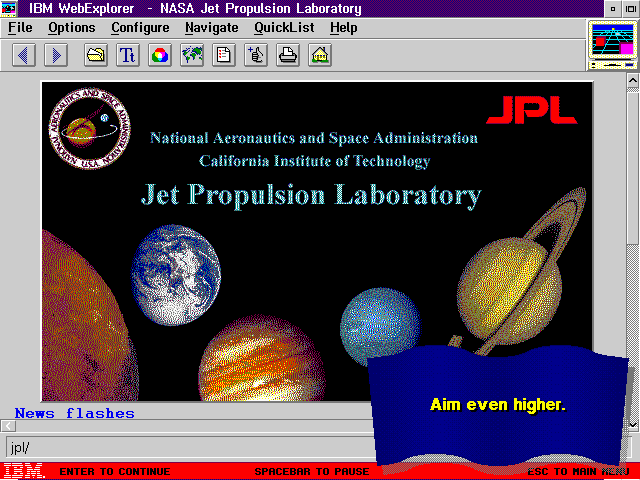 IBM WebExplorer - NASA Jet Propulsion Laboratory
File Options Configure Navigate QuickList Help
Tt
NATIONAL AERONAUTICS AND SPACE ADMINISTRATION
U.S.A.
JPL
National Aeronautics and Space Administration
California Institute of Technology
Jet Propulsion Laboratory
Aim even higher.
News flashes
jpl/
IBM. ENTER TO CONTINUE SPACEBAR TO PAUSE ESC TO MAIN MENU